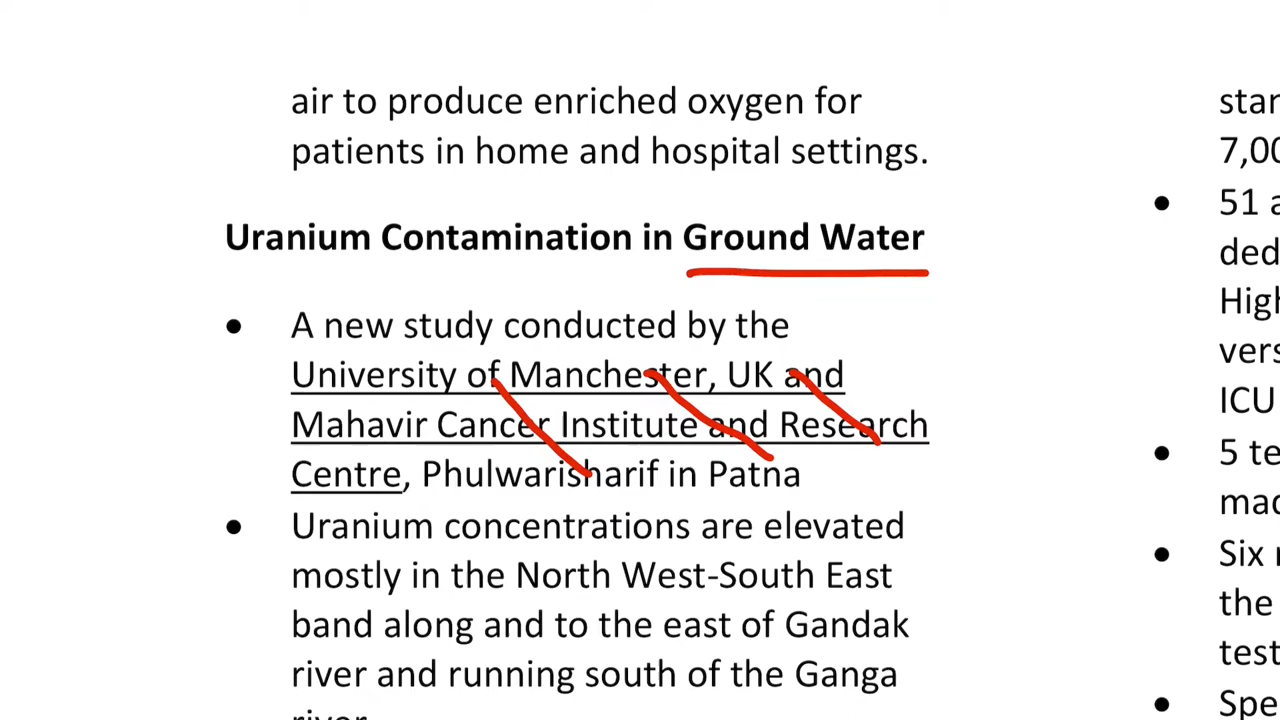 air to produce enriched oxygen for
patients in home and hospital settings.
Uranium Contamination in Ground Water
• A new study conducted by the
University of Manchester, UK and
Mahavir Cancer Institute and Research
Centre, Phulwarisharif in Patna
• Uranium concentrations are elevated
mostly in the North West-South East
band along and to the east of Gandak
river and running south of the Ganga
river
7,00
• 51 a
ded
High
vers
ICU
• 5 te
mad
• Six
the
test
• Spe